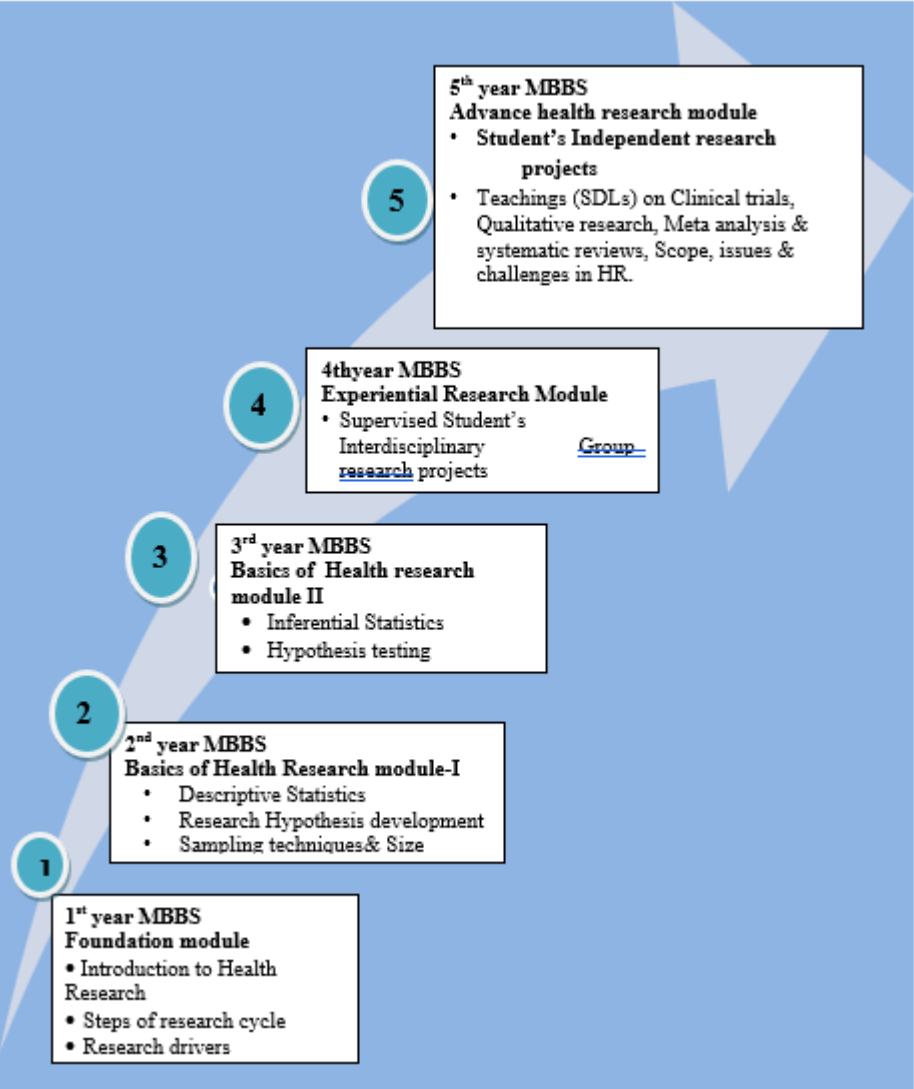 5
5th year MBBS
Advance health research module
• Student's Independent research
projects
• Teachings (SDLs) on Clinical trials,
Qualitative research, Meta analysis &
systematic reviews, Scope, issues &
challenges in HR.
4
4thyear MBBS
Experiential Research Module
• Supervised Student's
Interdisciplinary Group
research projects
3
3rd year MBBS
Basics of Health research
module II
• Inferential Statistics
• Hypothesis testing
2
2nd year MBBS
Basics of Health Research module-I
• Descriptive Statistics
• Research Hypothesis development
• Sampling techniques& Size
1
1st year MBBS
Foundation module
• Introduction to Health
Research
• Steps of research cycle
• Research drivers